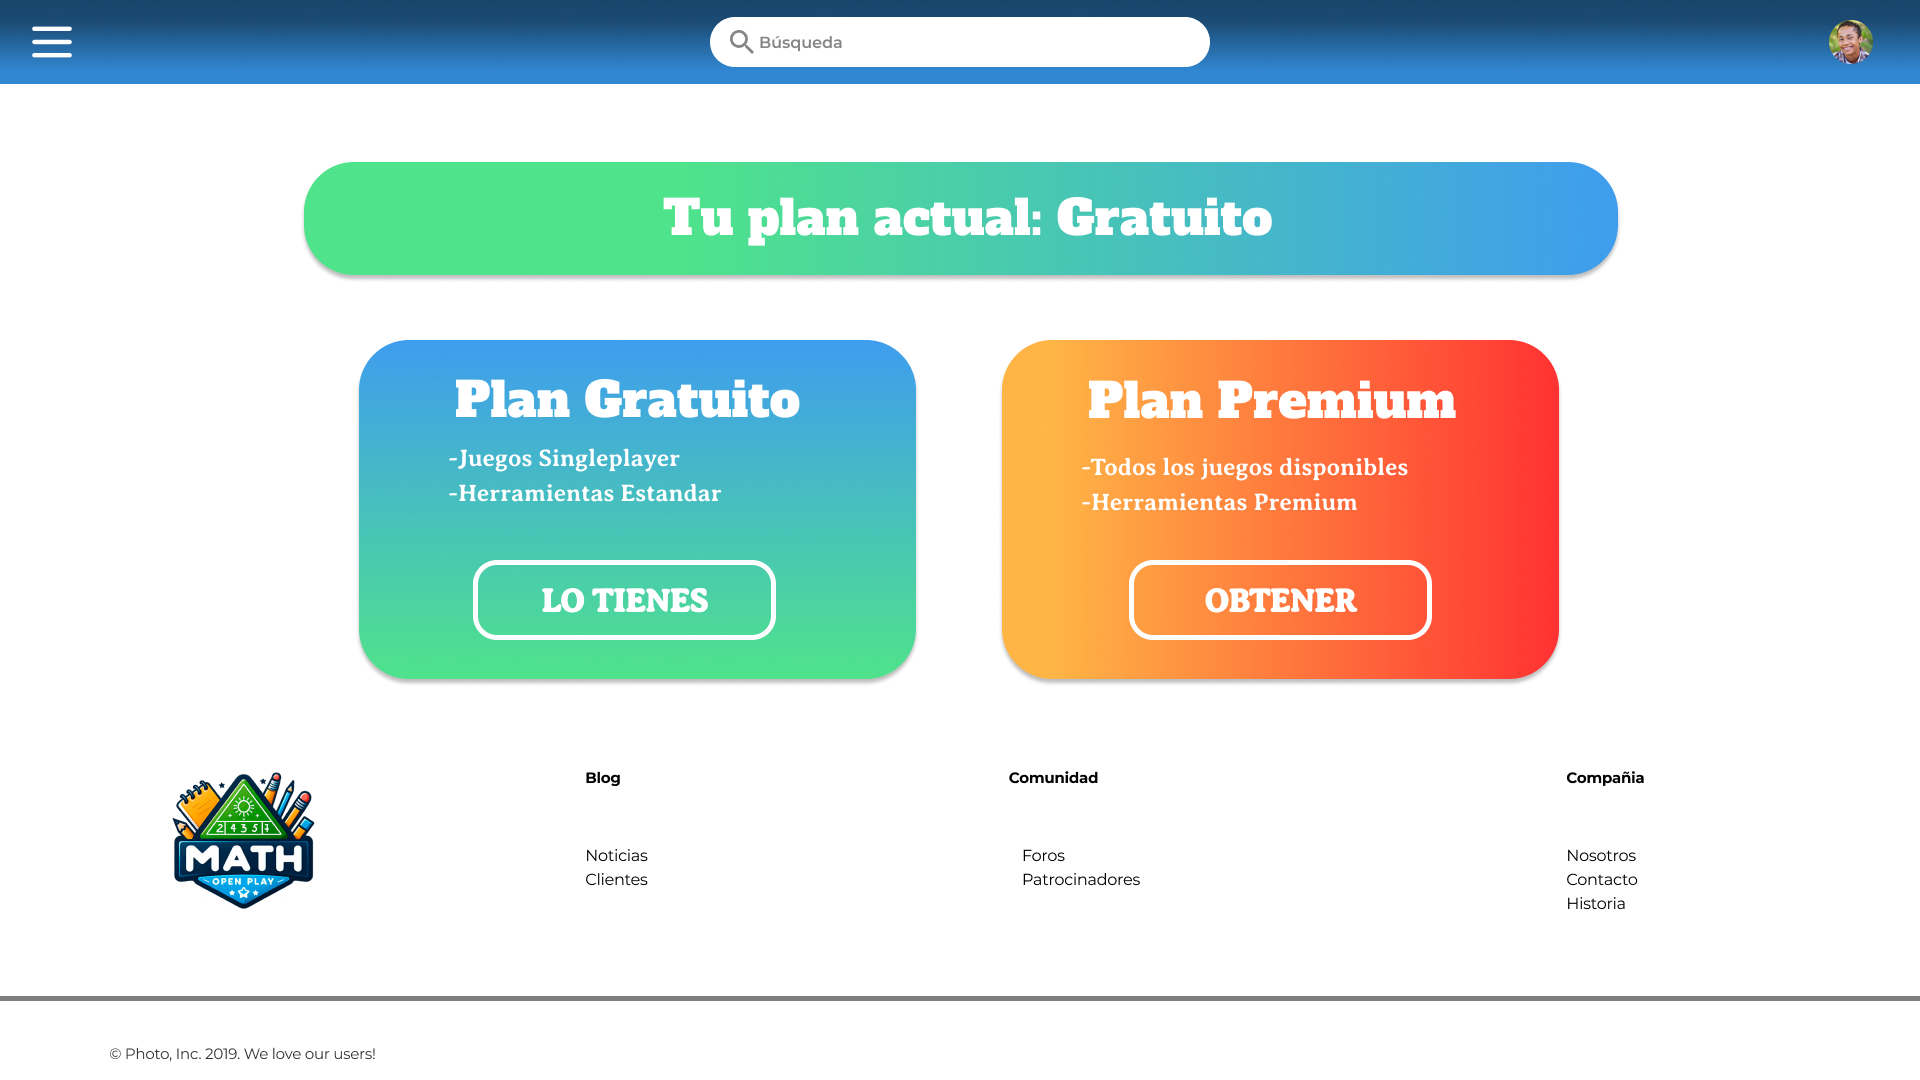 Búsqueda
Tu plan actual: Gratuito
Plan Gratuito
-Juegos Singleplayer
-Herramientas Estandar
LO TIENES
Plan Premium
-Todos los juegos disponibles
-Herramientas Premium
OBTENER
2 4 3 5 7
MATH
OPEN PLAY
Blog
Noticias
Clientes
Comunidad
Foros
Patrocinadores
Compañia
Nosotros
Contacto
Historia
© Photo, Inc. 2019. We love our users!